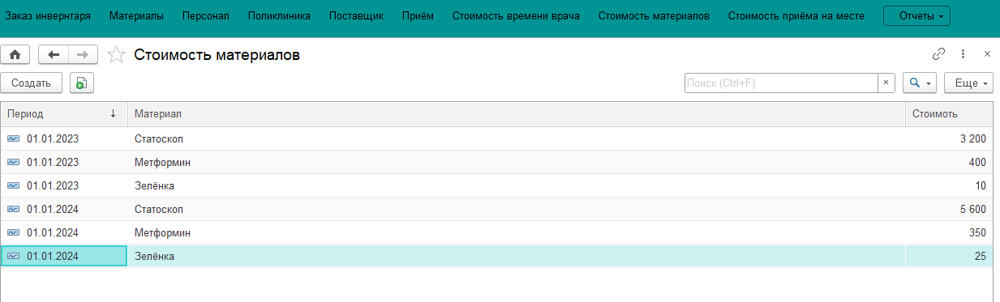 Заказ инвернтаря Материалы Персонал Поликлиника Поставщик Приём Стоимость времени врача Стоимость материалов Стоимость приёма на месте Отчеты
Стоимость материалов
Создать Поиск (Ctrl+F) × Еще
Период ↓ Материал Стоимоть
01.01.2023 Статоскоп 3 200
01.01.2023 Метформин 400
01.01.2023 Зелёнка 10
01.01.2024 Статоскоп 5 600
01.01.2024 Метформин 350
01.01.2024 Зелёнка 25